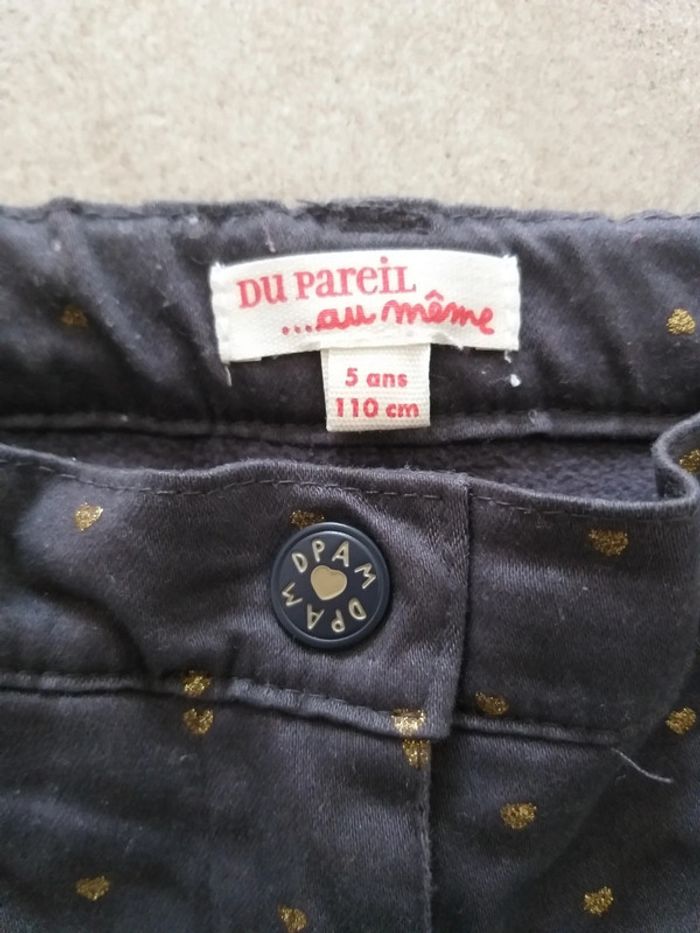 Du Pareil
...au même
5 ans
110 cm
DPAM DPAM